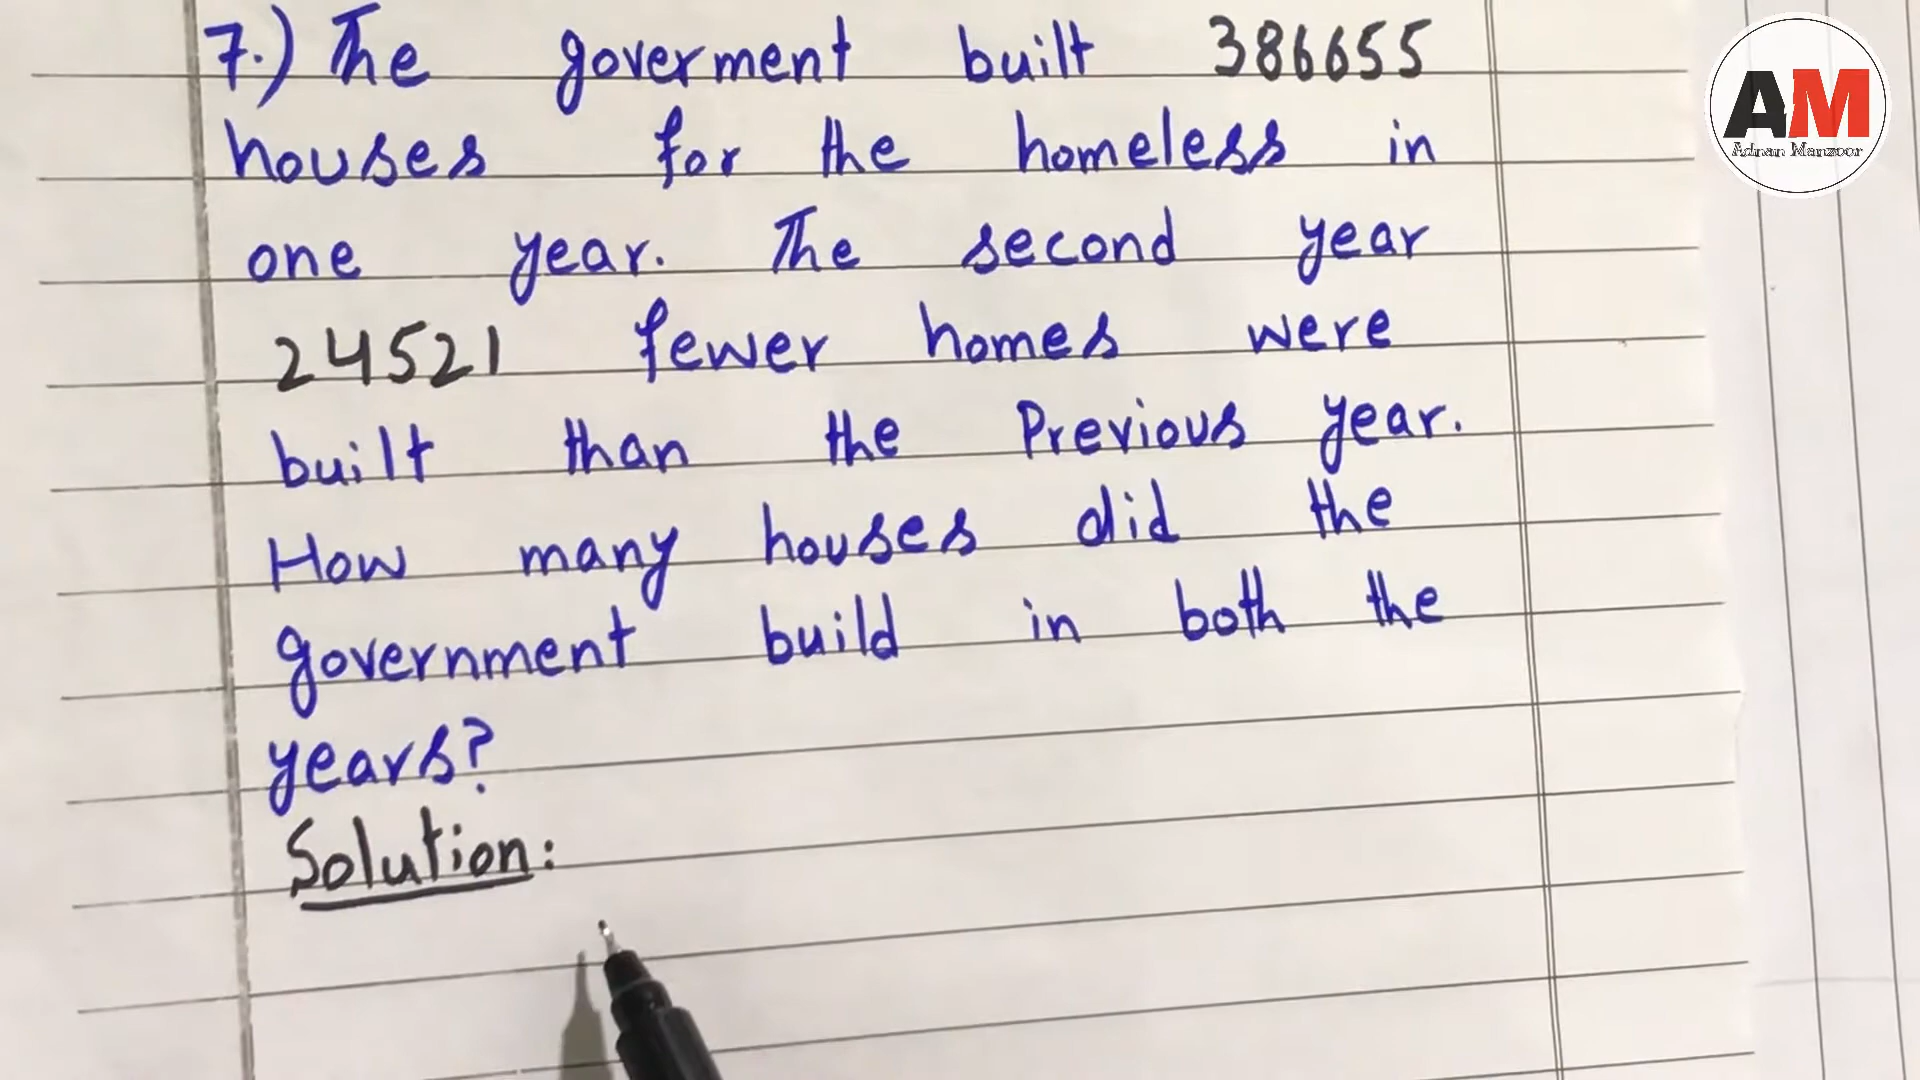 7.) The goverment built 386655
houses for the homeless in
one year. The second year
24521 fewer homes were
built than the Previous year.
How many houses did the
government build in both the
years?
Solution:
AM
Adnan Manzoor